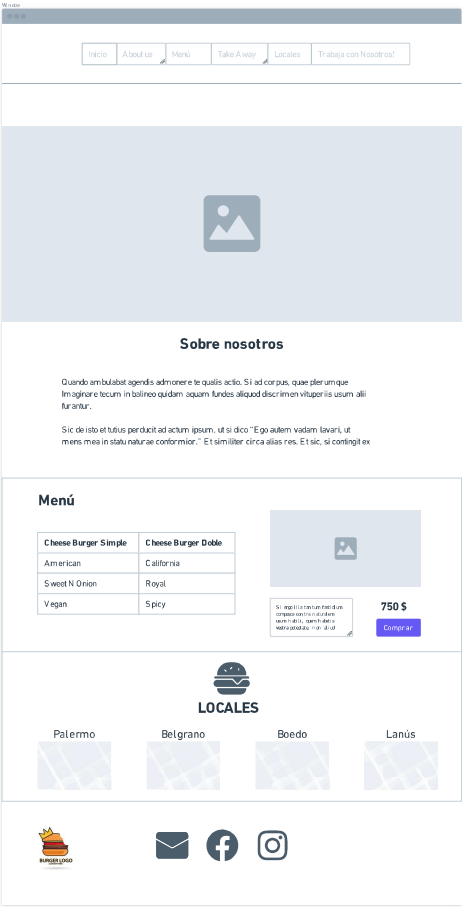 Window
Inicio
About us
Menú
Take Away
Locales
Trabaja con Nosotros!
Sobre nosotros
Quando ambulabat agendis admonere te qualis actio. Si ad corpus, quae plerumque
Imaginare tecum in balineo quidam aquam fundes aliquod discrimen vituperiis usum alii
furantur.
Sic de isto et tutius perducit ad actum ipsum, ut si dico "Ego autem vadam lavari, ut
mens mea in statu naturae conformior." Et similiter circa alias res. Et sic, si contingit ex
Menú
Cheese Burger Simple
Cheese Burger Doble
American
California
Sweet N Onion
Royal
Vegan
Spicy
750 $
Comprar
LOCALES
Palermo
Belgrano
Boedo
Lanús
BURGER LOGO